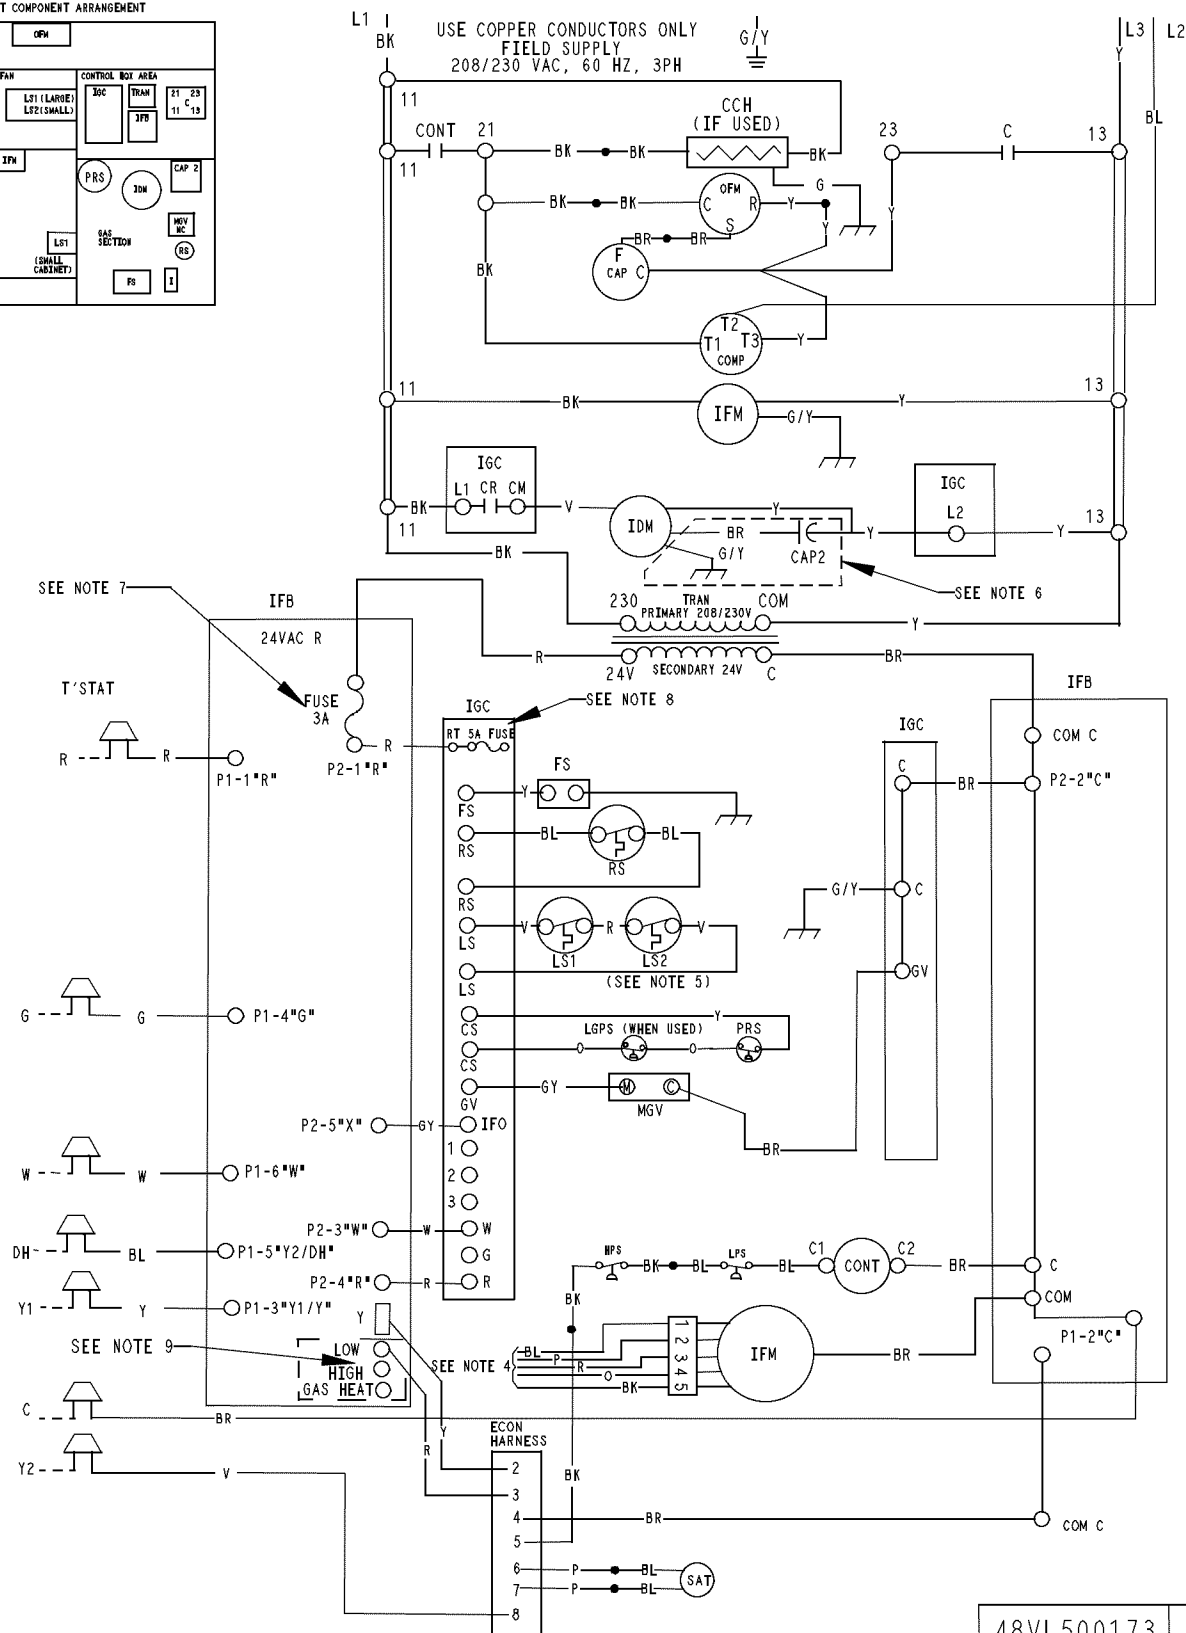 T COMPONENT ARRANGEMENT
OFM
FAN
CONTROL BOX AREA
LS1 (LARGE)
LS2(SMALL)
IGC
TRAN
IFB
21 23
C
11 13
IFM
PRS
IDM
CAP 2
MGV
NC
GAS
SECTION
RS
LS1
(SMALL
CABINET)
FS
I
L1
BK
USE COPPER CONDUCTORS ONLY
FIELD SUPPLY
208/230 VAC, 60 HZ, 3PH
G/Y
L3
L2
Y
BL
11
CCH
(IF USED)
CONT
21
23
C
13
11
BK
BK
BK
G
BK
BK
C
OFM
R
S
Y
Y
Y
BR
BR
F
CAP C
BK
T2
T1
T3
COMP
Y
11
BK
IFM
Y
13
G/Y
IGC
L1 CR CM
BK
11
V
IDM
Y
BR
G/Y
CAP2
Y
IGC
L2
Y
13
BK
SEE NOTE 6
SEE NOTE 7
IFB
24VAC R
230
TRAN
PRIMARY 208/230V
COM
Y
R
24V
SECONDARY 24V
C
BR
T'STAT
FUSE
3A
IGC
SEE NOTE 8
IFB
R
R
P1-1"R"
P2-1"R"
R
RT 5A FUSE
IGC
COM C
FS
Y
FS
C
BR
P2-2"C"
RS
BL
BL
RS
RS
G/Y
C
LS
V
LS1
R
LS2
V
LS
(SEE NOTE 5)
GV
G
G
P1-4"G"
CS
Y
LGPS (WHEN USED)
PRS
CS
O
O
GV
GY
M
C
MGV
P2-5"X"
GY
IFO
BR
1
2
3
W
W
P1-6"W"
P2-3"W"
W
W
G
DH
BL
P1-5"Y2/DH"
P2-4"R"
R
R
HPS
BK
BL
LPS
BL
C1
CONT
C2
BR
C
BK
COM
Y1
Y
P1-3"Y1/Y"
Y
P1-2"C"
SEE NOTE 9
LOW
HIGH
GAS HEAT
SEE NOTE 4
BL
P
R
O
BK
1
2
3
4
5
IFM
BR
C
BR
Y
R
ECON
HARNESS
Y2
V
2
3
4
5
6
7
8
BK
BR
COM C
P
BL
P
BL
SAT
48VL500173